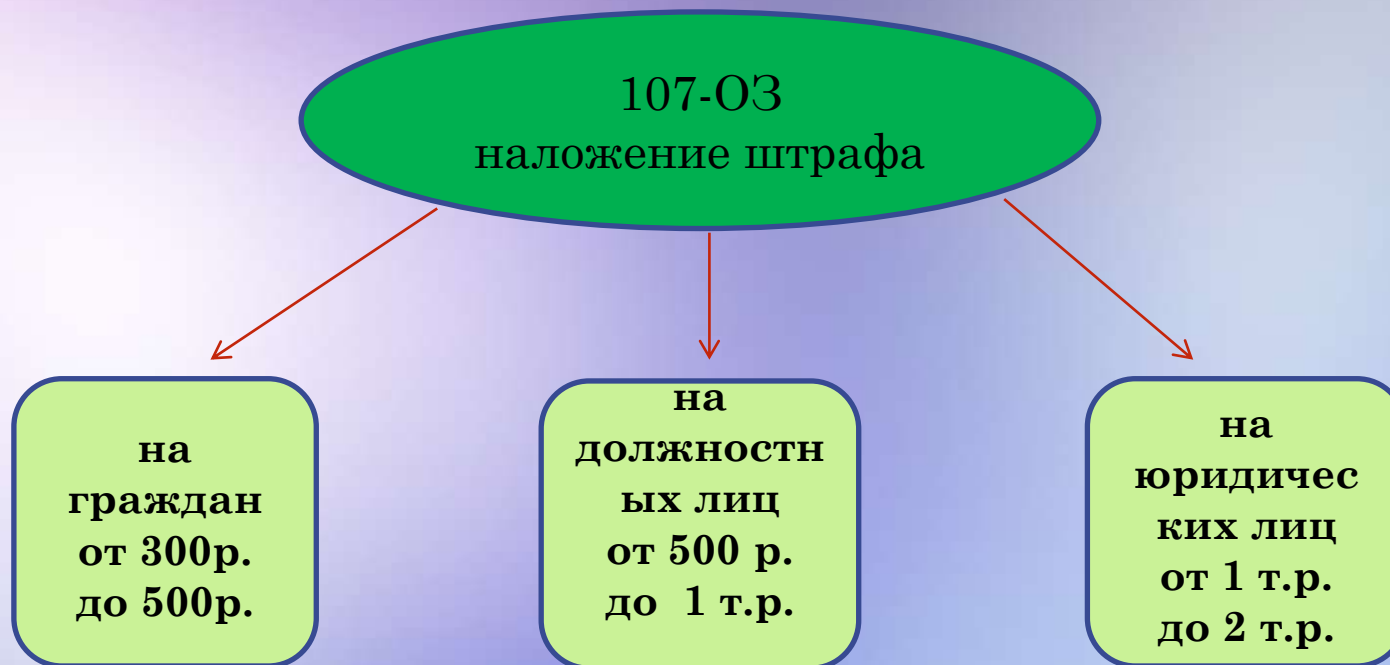 107-ОЗ
наложение штрафа
на
граждан
от 300р.
до 500р.
на
должностн
ых лиц
от 500 р.
до 1 т.р.
на
юридичес
ких лиц
от 1 т.р.
до 2 т.р.